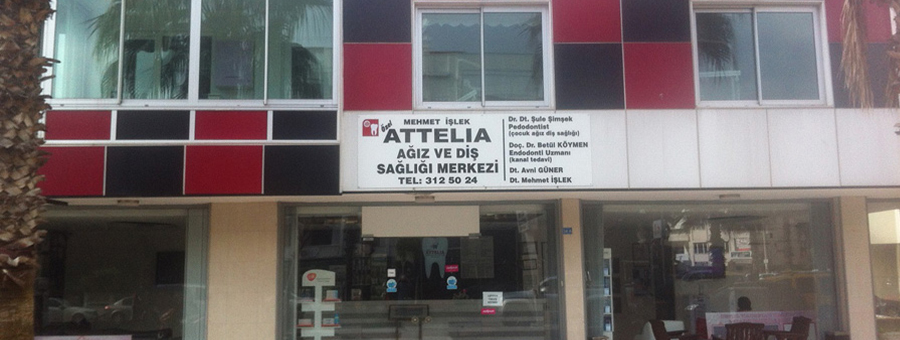 MEHMET İŞLEK
özel
ATTELIA
AĞIZ VE DİŞ
SAĞLIĞI MERKEZİ
TEL: 312 50 24
Dr. Dt. Şule Şimşek
Pedodontist
(çocuk ağız diş sağlığı)
Doç. Dr. Betül KÖYMEN
Endodonti Uzmanı
(kanal tedavi)
Dt. Avni GÜNER
Dt. Mehmet İŞLEK